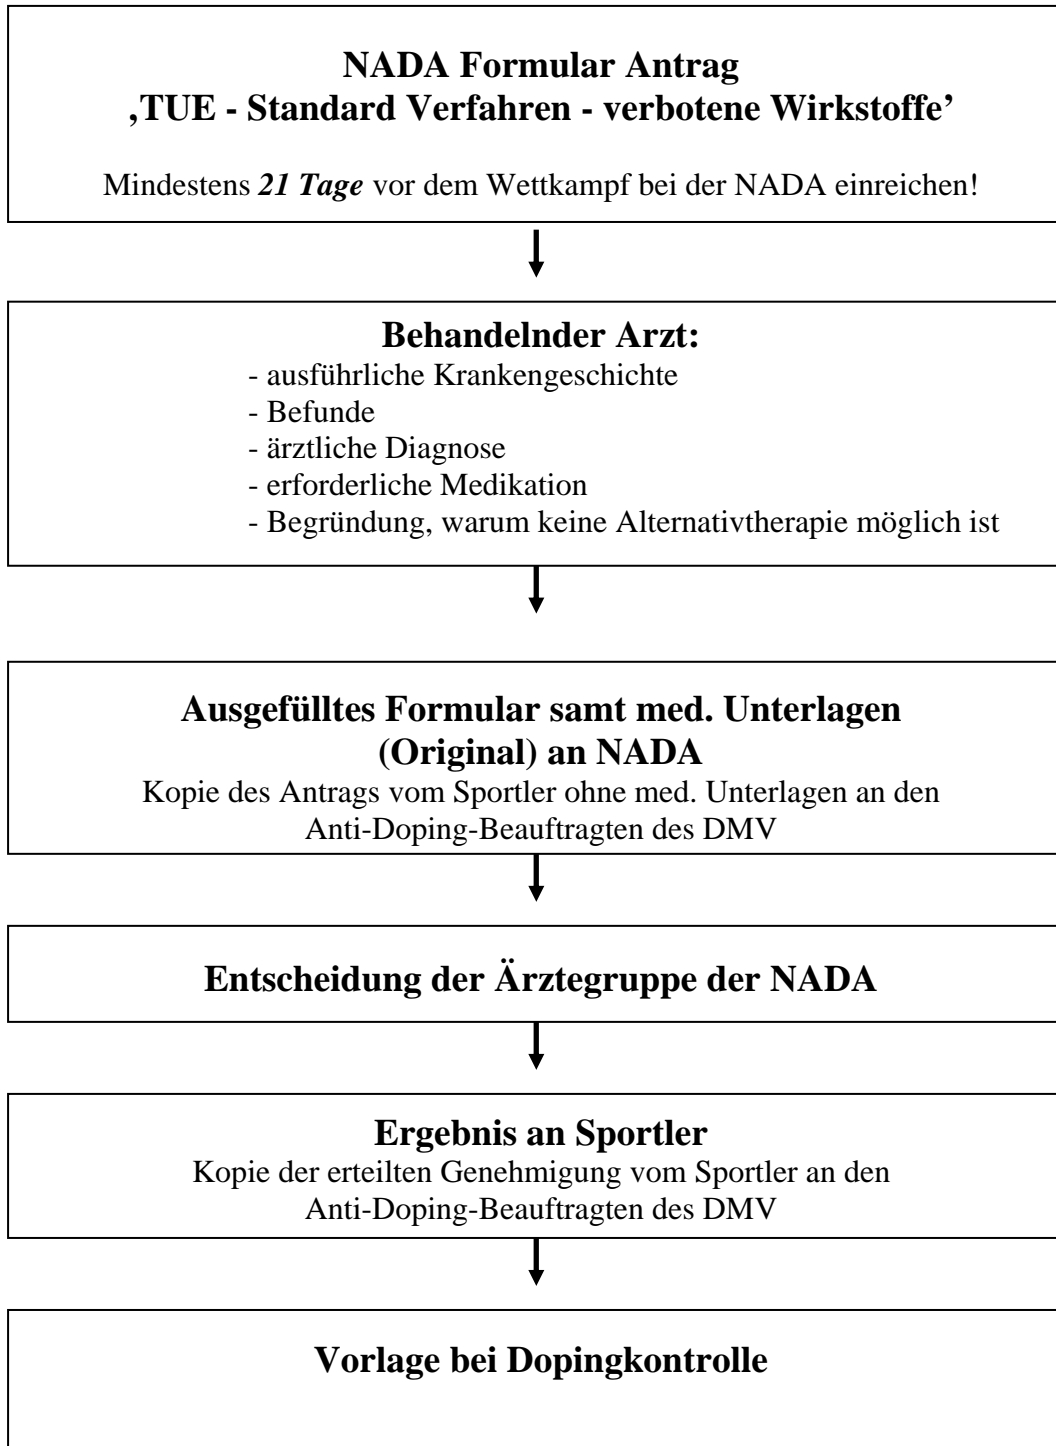 NADA Formular Antrag
‚TUE - Standard Verfahren - verbotene Wirkstoffe’
Mindestens 21 Tage vor dem Wettkampf bei der NADA einreichen!
Behandelnder Arzt:
- ausführliche Krankengeschichte
- Befunde
- ärztliche Diagnose
- erforderliche Medikation
- Begründung, warum keine Alternativtherapie möglich ist
Ausgefülltes Formular samt med. Unterlagen
(Original) an NADA
Kopie des Antrags vom Sportler ohne med. Unterlagen an den
Anti-Doping-Beauftragten des DMV
Entscheidung der Ärztegruppe der NADA
Ergebnis an Sportler
Kopie der erteilten Genehmigung vom Sportler an den
Anti-Doping-Beauftragten des DMV
Vorlage bei Dopingkontrolle